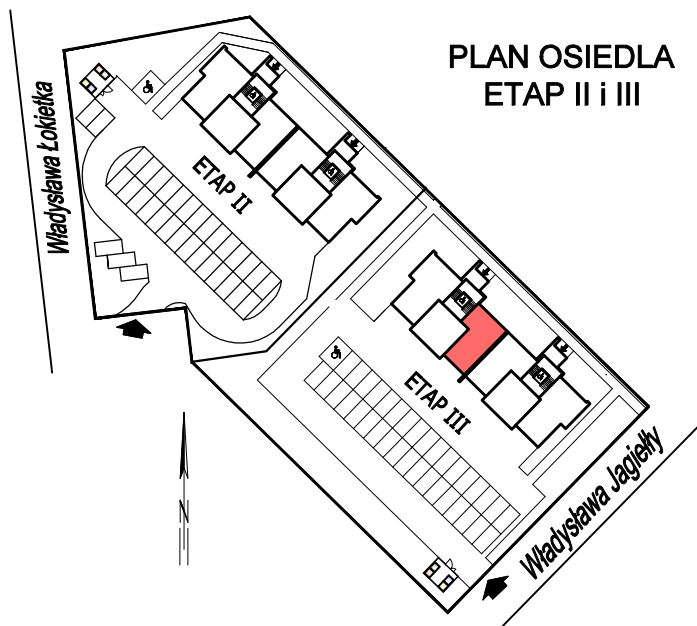 PLAN OSIEDLA
ETAP II i III
Władysława Łokietka
ETAP II
ETAP III
Władysława Jagiełły
N